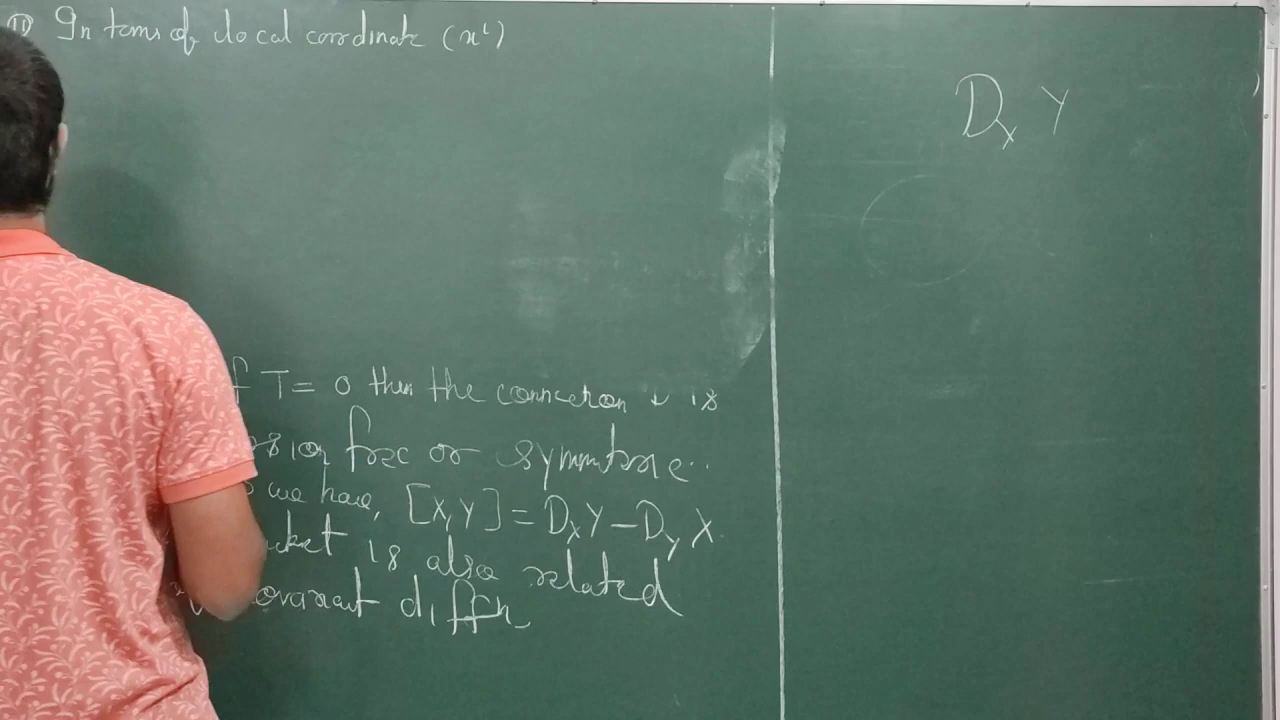 In terms of local coordinate (x^i)
D_X Y
f T = 0 then the connection is
sion free or symmetric..
we have, [X,Y] = D_X Y - D_Y X.
cket is also related
ovariant diffn